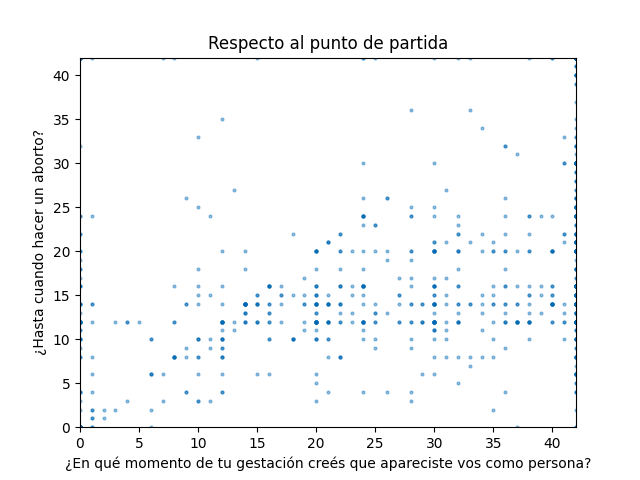 Respecto al punto de partida
¿Hasta cuando hacer un aborto?
40
35
30
25
20
15
10
5
0
0 5 10 15 20 25 30 35 40
¿En qué momento de tu gestación creés que apareciste vos como persona?